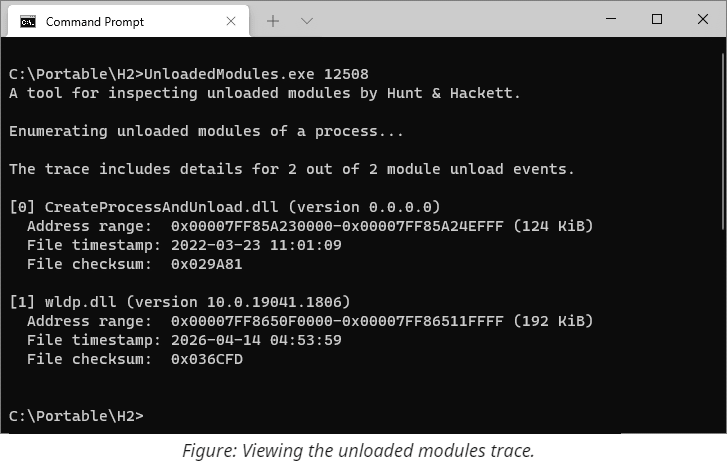 Command Prompt
C:\Portable\H2>UnloadedModules.exe 12508
A tool for inspecting unloaded modules by Hunt & Hackett.
Enumerating unloaded modules of a process...
The trace includes details for 2 out of 2 module unload events.
[0] CreateProcessAndUnload.dll (version 0.0.0.0)
Address range:  0x00007FF85A230000-0x00007FF85A24EFFF (124 KiB)
File timestamp: 2022-03-23 11:01:09
File checksum:  0x029A81
[1] wldp.dll (version 10.0.19041.1806)
Address range:  0x00007FF8650F0000-0x00007FF86511FFFF (192 KiB)
File timestamp: 2026-04-14 04:53:59
File checksum:  0x036CFD
C:\Portable\H2>
Figure: Viewing the unloaded modules trace.